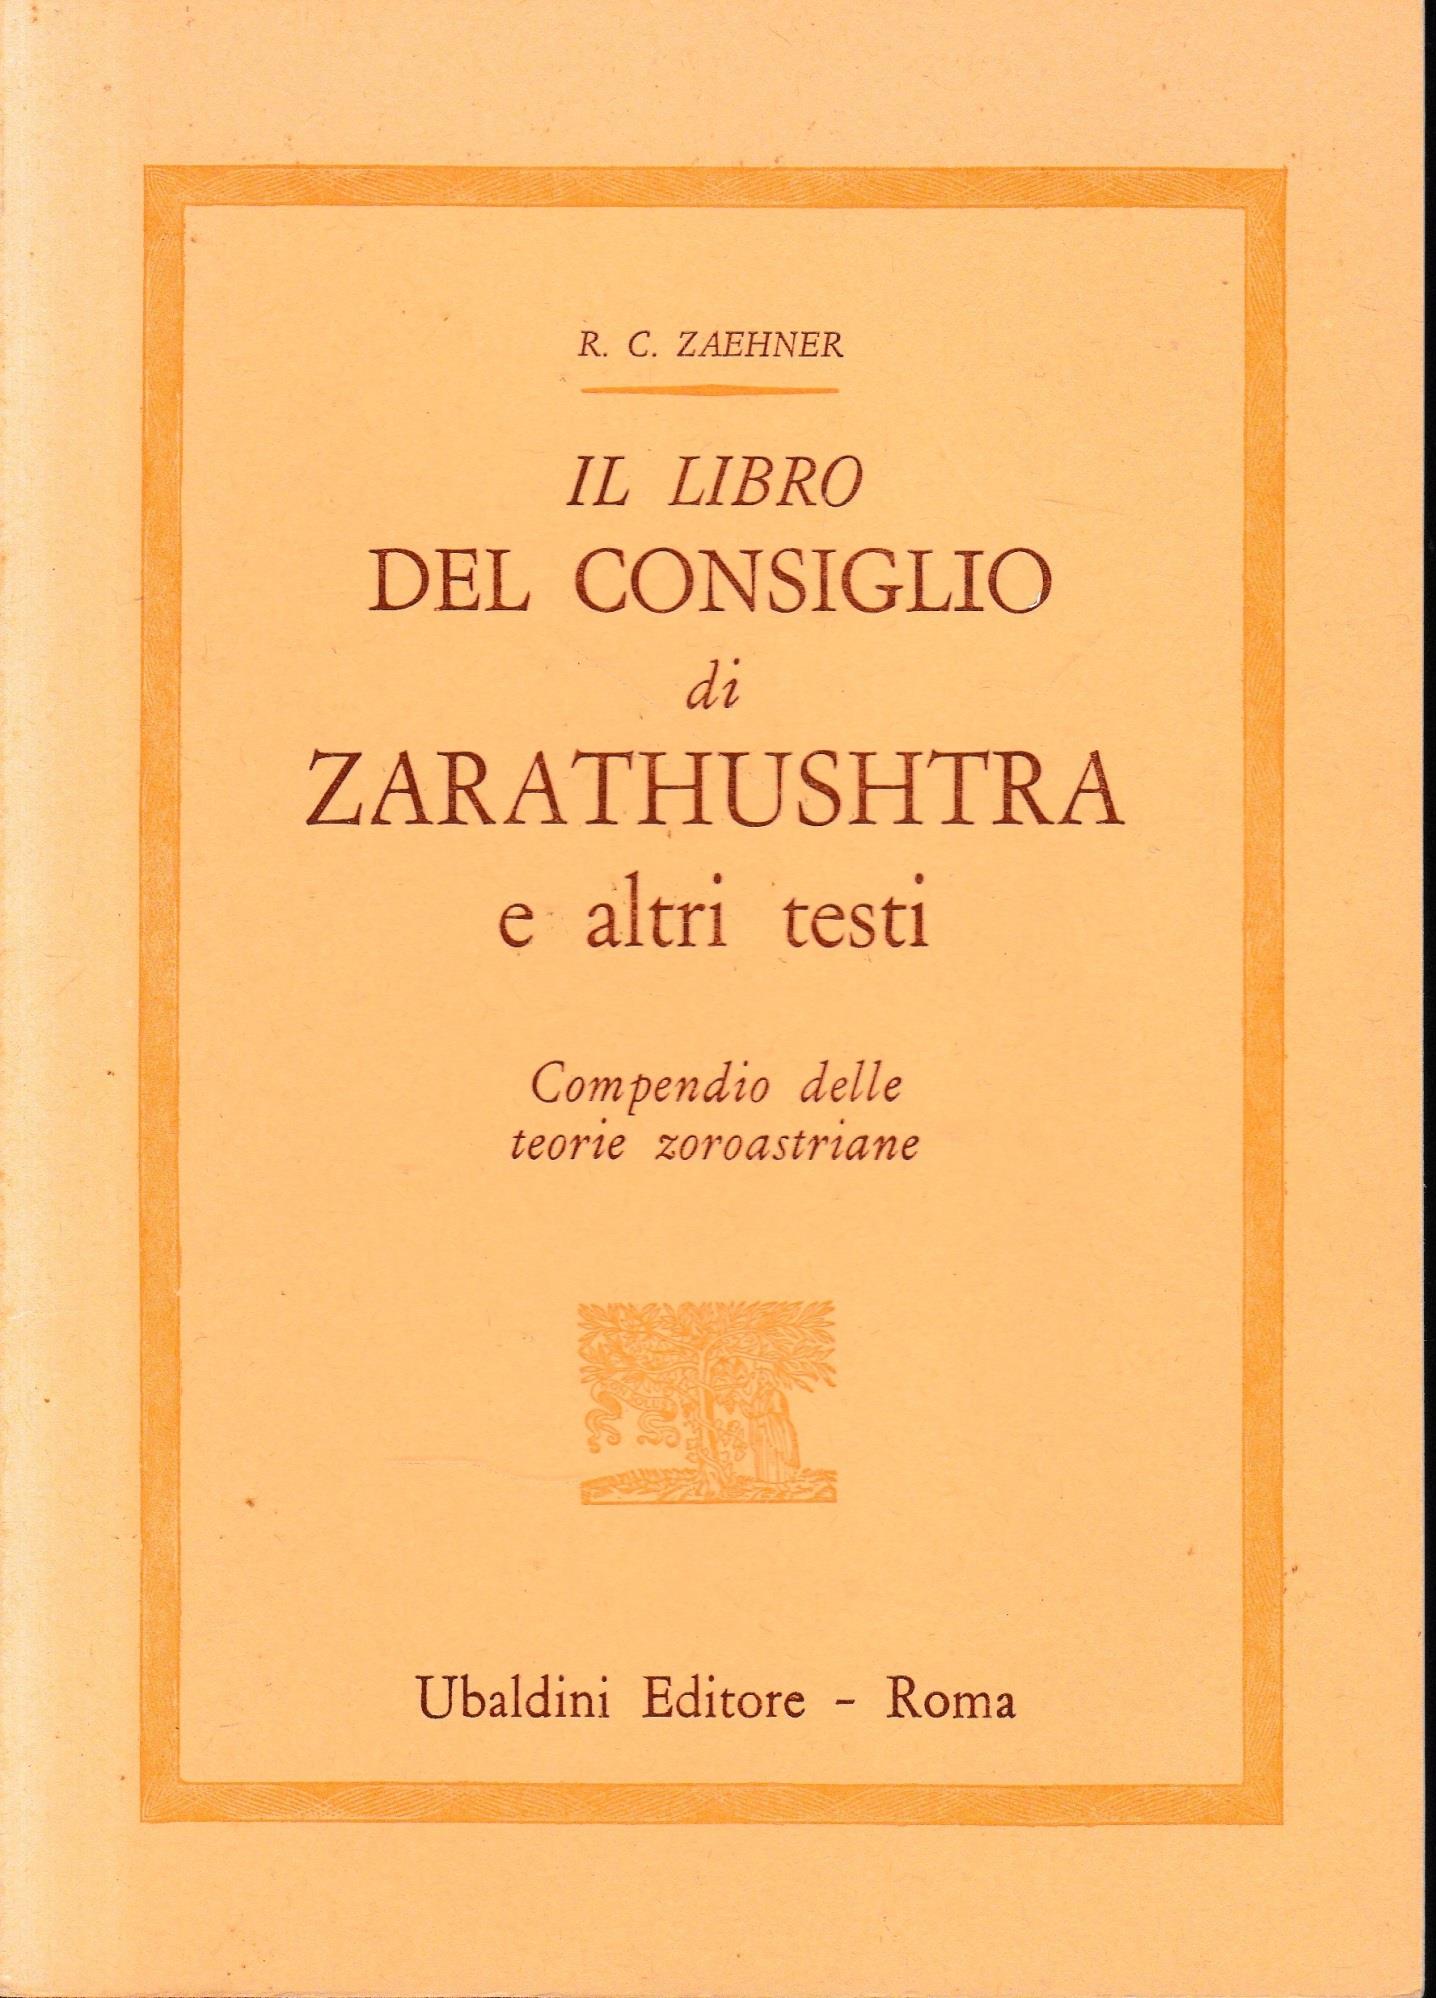 R. C. ZAEHNER
IL LIBRO
DEL CONSIGLIO
di
ZARATHUSHTRA
e altri testi
Compendio delle
teorie zoroastriane
Ubaldini Editore - Roma